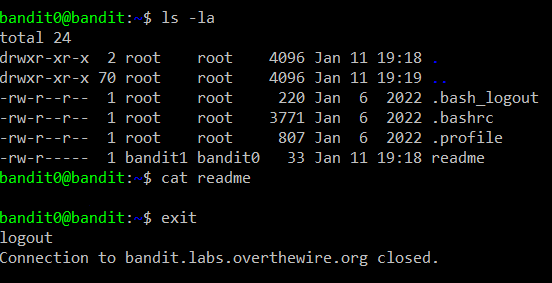 bandit0@bandit:~$ ls -la
total 24
drwxr-xr-x  2 root    root    4096 Jan 11 19:18 .
drwxr-xr-x 70 root    root    4096 Jan 11 19:19 ..
-rw-r--r--  1 root    root     220 Jan  6  2022 .bash_logout
-rw-r--r--  1 root    root    3771 Jan  6  2022 .bashrc
-rw-r--r--  1 root    root     807 Jan  6  2022 .profile
-rw-r-----  1 bandit1 bandit0   33 Jan 11 19:18 readme
bandit0@bandit:~$ cat readme
bandit0@bandit:~$ exit
logout
Connection to bandit.labs.overthewire.org closed.